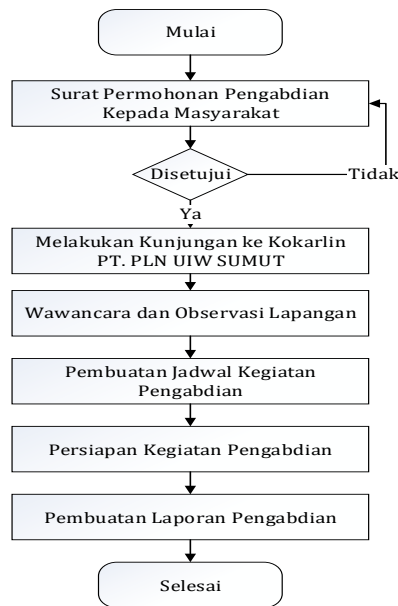 Mulai
Surat Permohonan Pengabdian
Kepada Masyarakat
Disetujui
Tidak
Ya
Melakukan Kunjungan ke Kokarlin
PT. PLN UIW SUMUT
Wawancara dan Observasi Lapangan
Pembuatan Jadwal Kegiatan
Pengabdian
Persiapan Kegiatan Pengabdian
Pembuatan Laporan Pengabdian
Selesai